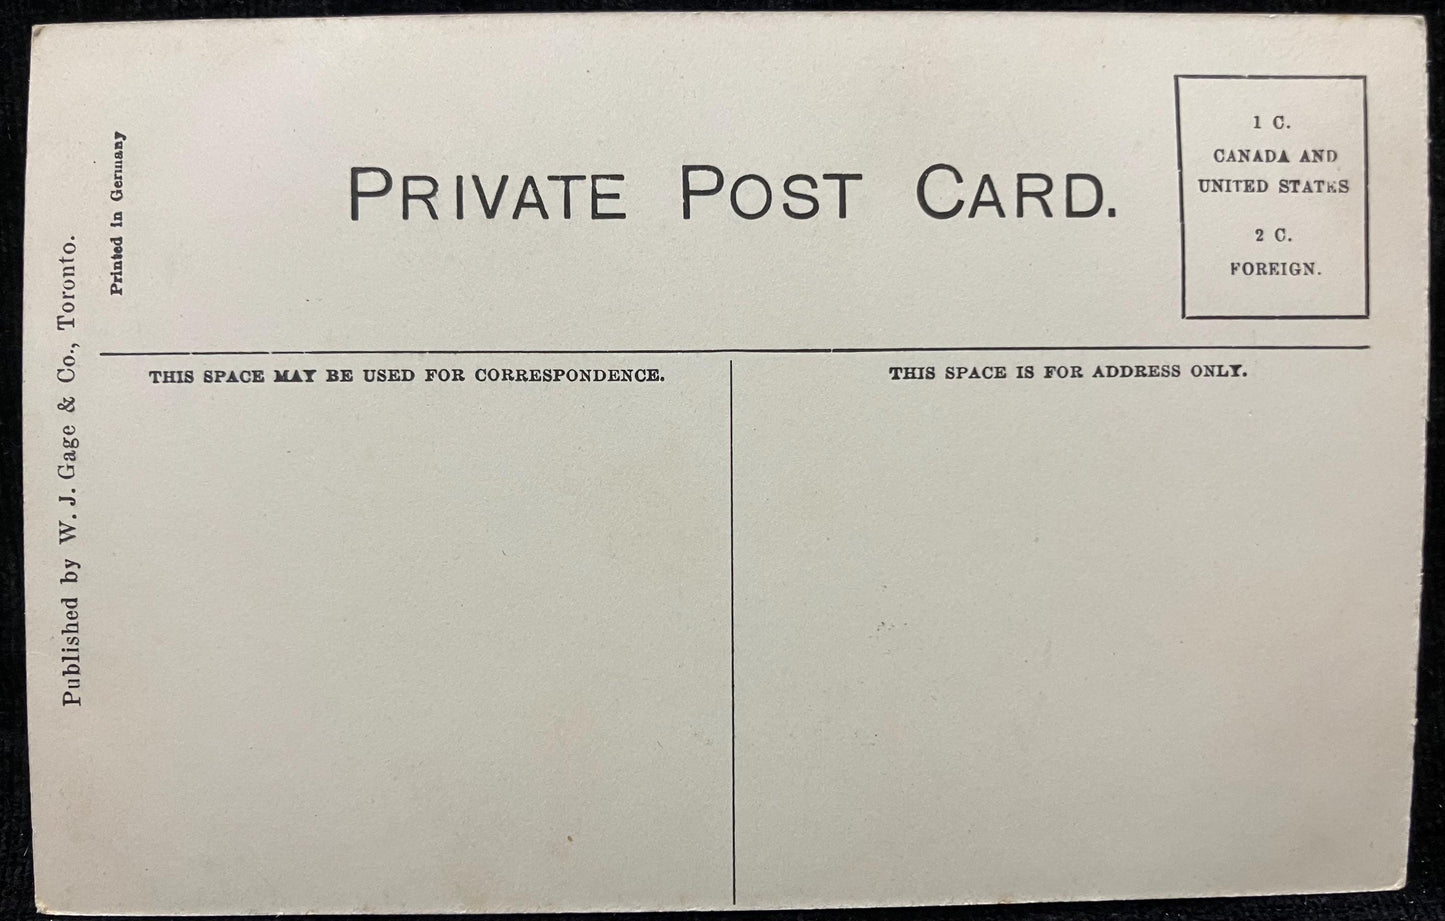 Published by W. J. Gage & Co., Toronto.
Printed in Germany
PRIVATE POST CARD.
1 C.
CANADA AND
UNITED STATES
2 C.
FOREIGN.
THIS SPACE MAY BE USED FOR CORRESPONDENCE.
THIS SPACE IS FOR ADDRESS ONLY.